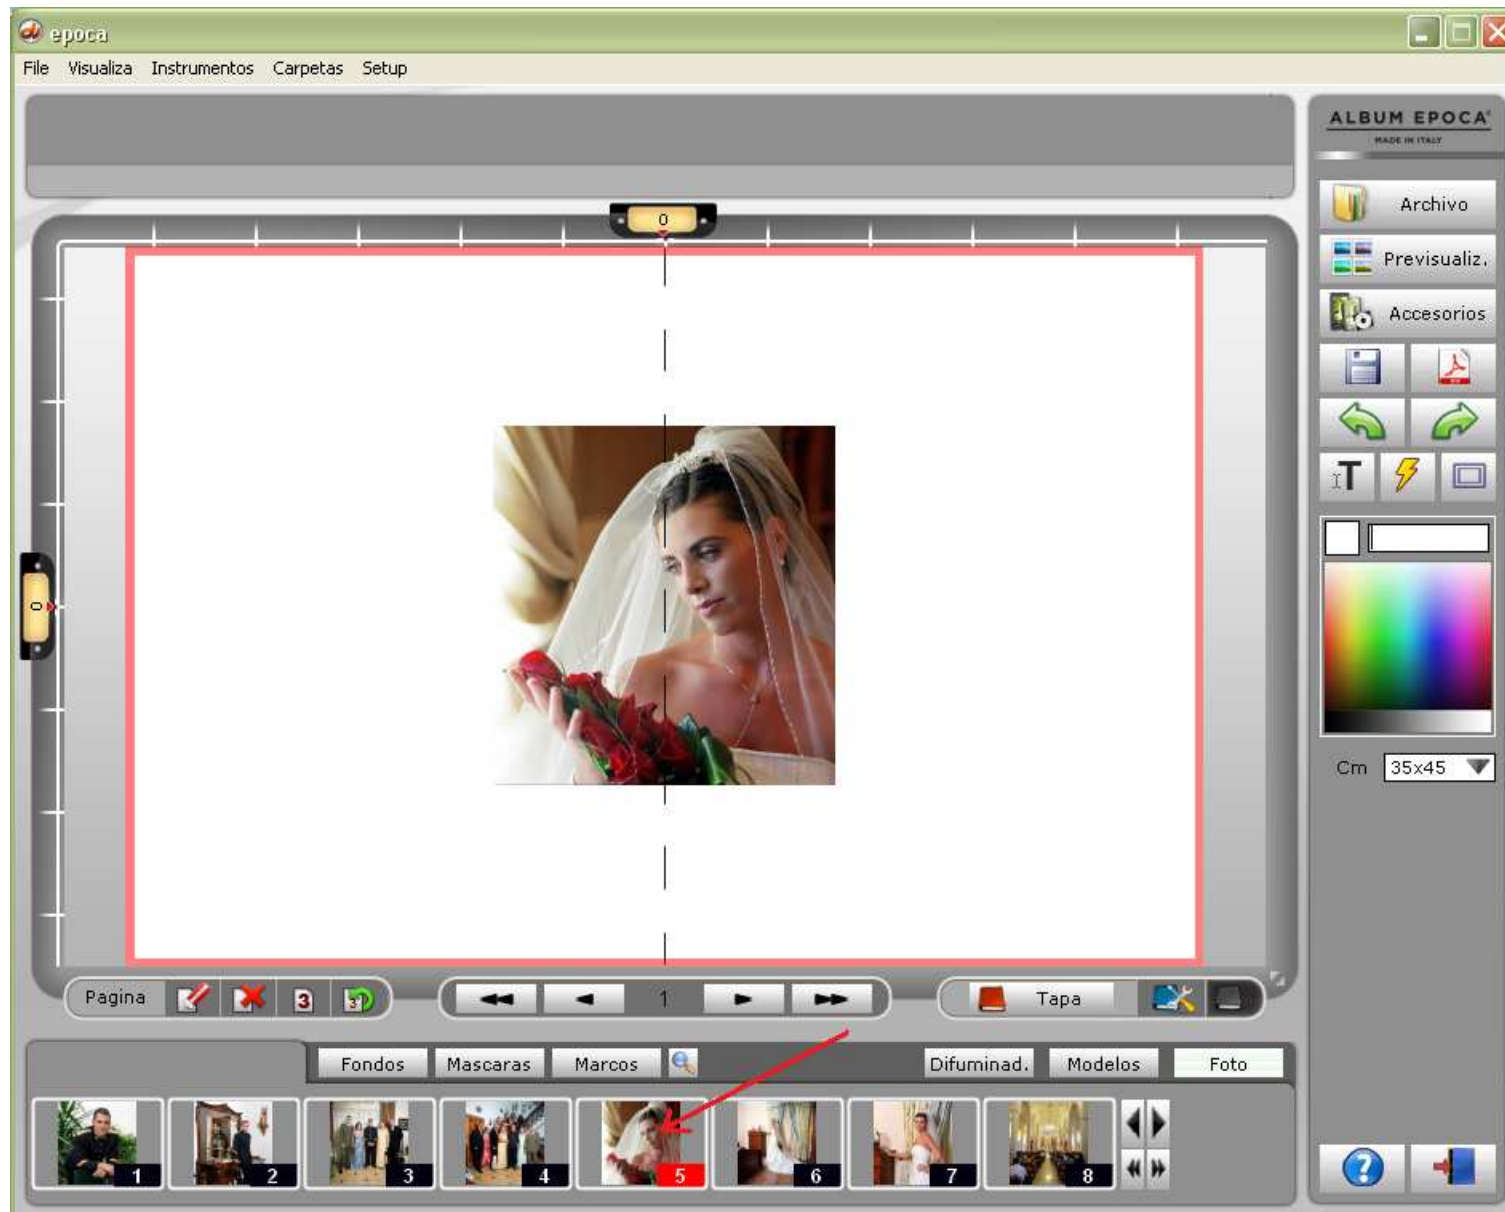 epoca
File Visualiza Instrumentos Carpetas Setup
ALBUM EPOCA®
MADE IN ITALY
0
Archivo
Previsualiz.
Accesorios
T
0
Cm 35x45
Pagina 3 3 1 Tapa
Fondos Mascaras Marcos Difuminad. Modelos Foto
1 2 3 4 5 6 7 8
?